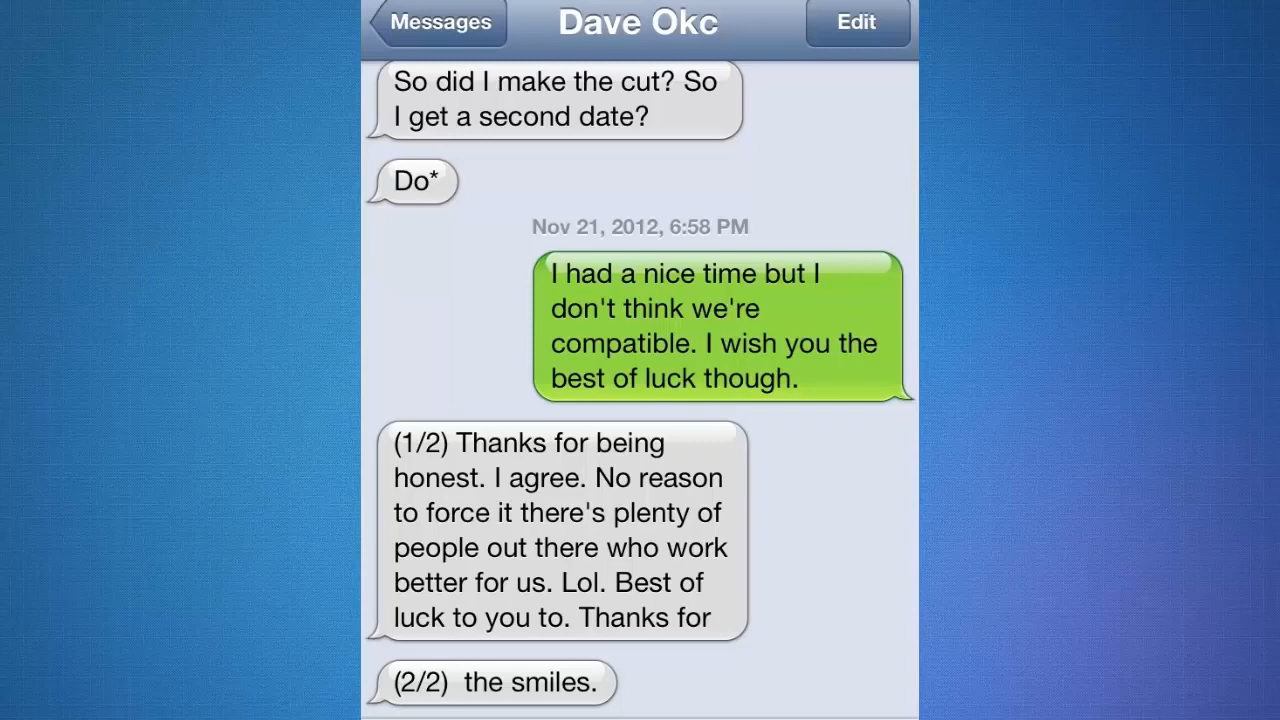 Messages
Dave Okc
Edit
So did I make the cut? So
I get a second date?
Do*
Nov 21, 2012, 6:58 PM
I had a nice time but I
don't think we're
compatible. I wish you the
best of luck though.
(1/2) Thanks for being
honest. I agree. No reason
to force it there's plenty of
people out there who work
better for us. Lol. Best of
luck to you to. Thanks for
(2/2) the smiles.